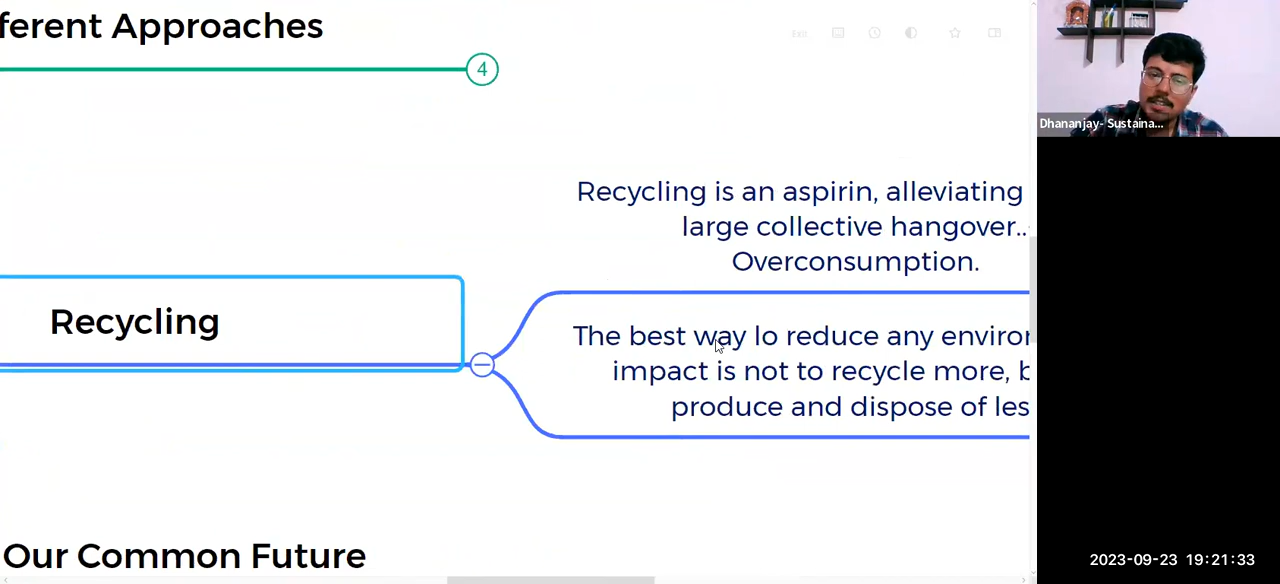 ferent Approaches
4
Exit
Recycling is an aspirin, alleviating
large collective hangover..
Overconsumption.
Recycling
The best way lo reduce any environ
impact is not to recycle more, b
produce and dispose of les
Our Common Future
Dhananjay- Sustaina...
2023-09-23 19:21:33